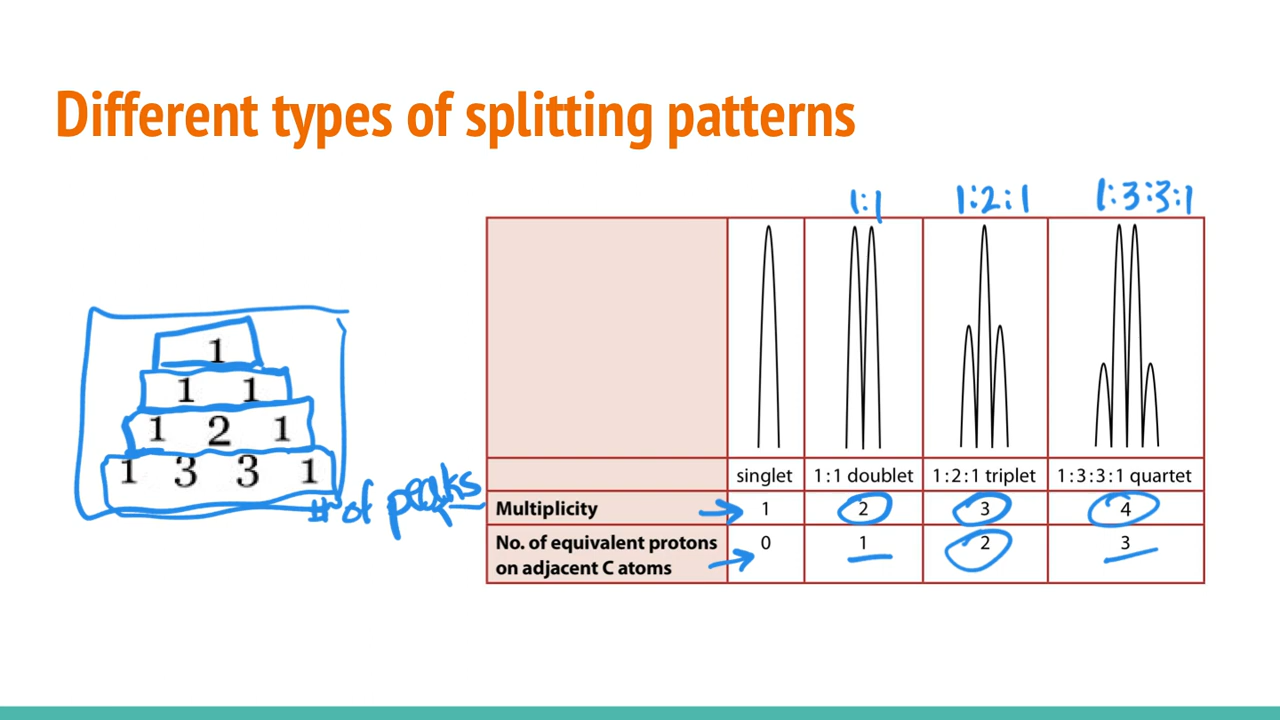 Different types of splitting patterns
1:1 1:2:1 1:3:3:1
1
1 1
1 2 1
1 3 3 1
# of peaks
singlet 1:1 doublet 1:2:1 triplet 1:3:3:1 quartet
Multiplicity 1 2 3 4
No. of equivalent protons 0 1 2 3
on adjacent C atoms